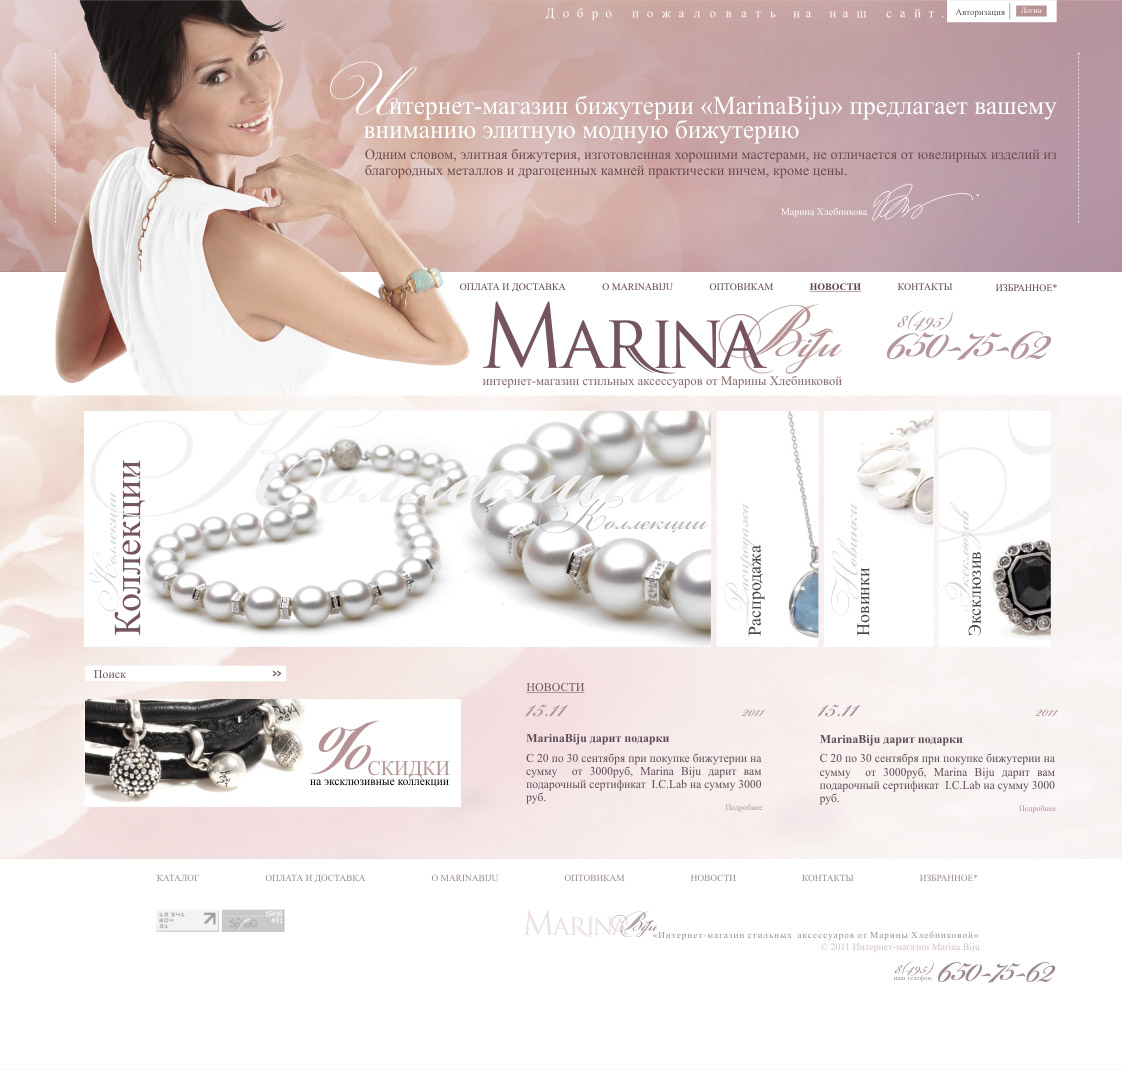 Добро пожаловать на наш сайт.
Авторизация
Логин
Интернет-магазин бижутерии «MarinaBiju» предлагает вашему
вниманию элитную модную бижутерию
Одним словом, элитная бижутерия, изготовленная хорошими мастерами, не отличается от ювелирных изделий из
благородных металлов и драгоценных камней практически ничем, кроме цены.
Марина Хлебникова
ОПЛАТА И ДОСТАВКА
О MARINABIJU
ОПТОВИКАМ
НОВОСТИ
КОНТАКТЫ
ИЗБРАННОЕ*
MARINA Biju
8(495)
650-75-62
интернет-магазин стильных аксессуаров от Марины Хлебниковой
Коллекции
Коллекции
Коллекции
Коллекции
Распродажа
Распродажа
Новинки
Новинки
Эксклюзив
Эксклюзив
Поиск >>
% СКИДКИ
на эксклюзивные коллекции
НОВОСТИ
15.11 2011
MarinaBiju дарит подарки
С 20 по 30 сентября при покупке бижутерии на
сумму от 3000руб, Marina Biju дарит вам
подарочный сертификат I.C.Lab на сумму 3000
руб.
Подробнее
15.11 2011
MarinaBiju дарит подарки
С 20 по 30 сентября при покупке бижутерии на
сумму от 3000руб, Marina Biju дарит вам
подарочный сертификат I.C.Lab на сумму 3000
руб.
Подробнее
КАТАЛОГ
ОПЛАТА И ДОСТАВКА
О MARINABIJU
ОПТОВИКАМ
НОВОСТИ
КОНТАКТЫ
ИЗБРАННОЕ*
MARINA Biju
«Интернет-магазин стильных аксессуаров от Марины Хлебниковой»
© 2011 Интернет-магазин Marina Biju
8(495)
наш телефон
650-75-62